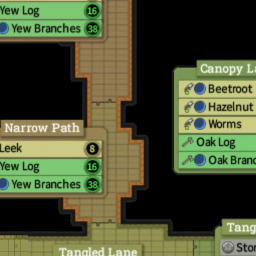 Yew Log 16
Yew Branches 38
Canopy La
Beetroot
Hazelnut
Worms
Oak Log
Oak Branc
Narrow Path
Leek 8
Yew Log 16
Yew Branches 38
Tangled Lane
Tang
Ston